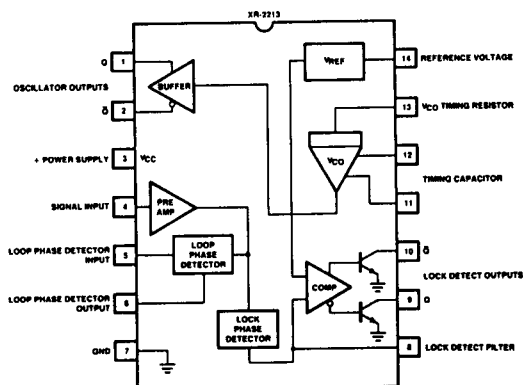 XR-2213
Q
1
OSCILLATOR OUTPUTS
Q̄
2
+ POWER SUPPLY
3
VCC
SIGNAL INPUT
4
PRE
AMP
LOOP PHASE DETECTOR
INPUT
5
LOOP
PHASE
DETECTOR
LOOP PHASE DETECTOR
OUTPUT
6
LOCK
PHASE
DETECTOR
GND
7
BUFFER
VREF
14
REFERENCE VOLTAGE
13
VCO TIMING RESISTOR
VCO
12
TIMING CAPACITOR
11
10
Q̄
LOCK DETECT OUTPUTS
COMP
9
Q
8
LOCK DETECT FILTER